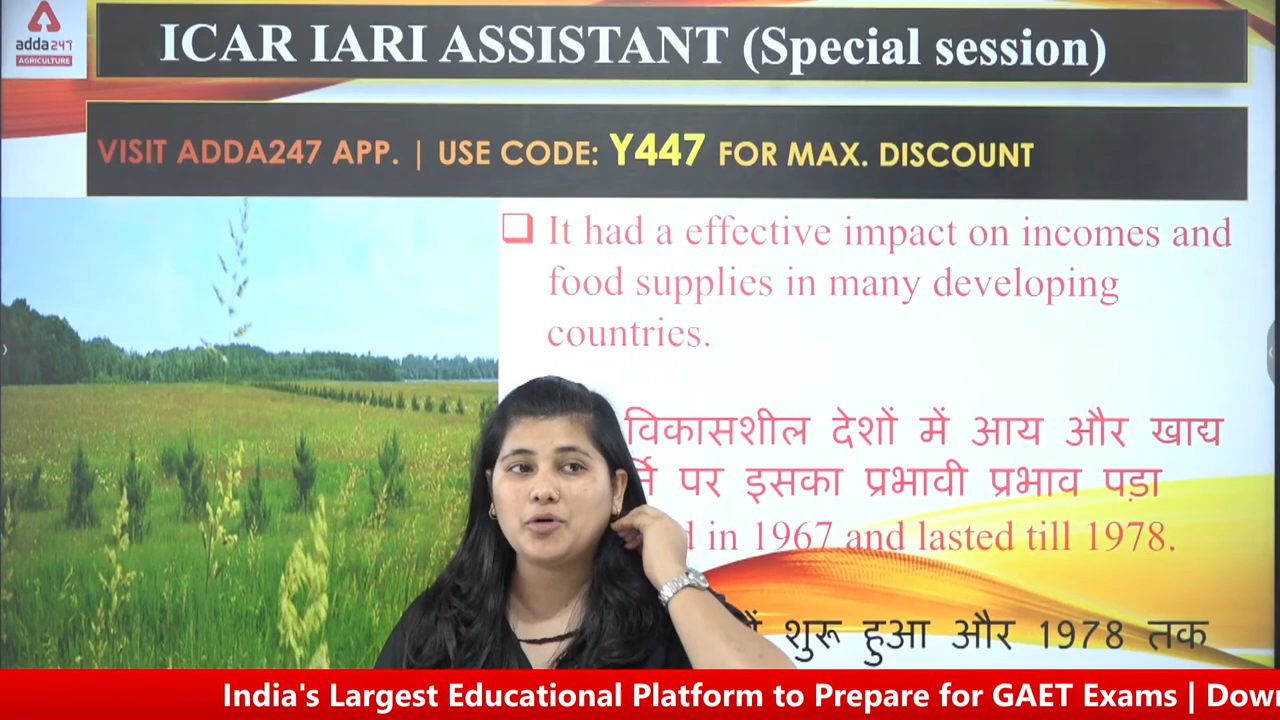 adda247
AGRICULTURE
ICAR IARI ASSISTANT (Special session)
VISIT ADDA247 APP. | USE CODE: Y447 FOR MAX. DISCOUNT
It had a effective impact on incomes and
food supplies in many developing
countries.
विकासशील देशों में आय और खाद्य
पर इसका प्रभावी प्रभाव पड़ा
in 1967 and lasted till 1978.
शुरू हुआ और 1978 तक
India's Largest Educational Platform to Prepare for GAET Exams |